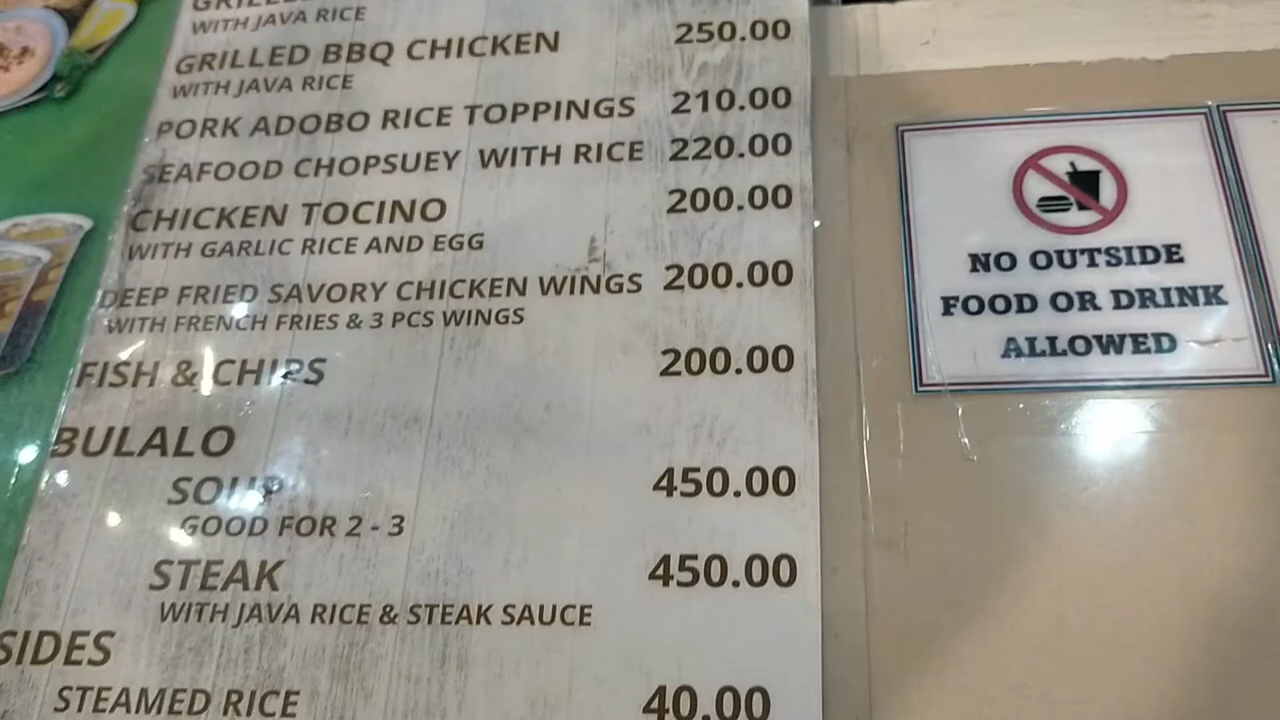 WITH JAVA RICE
GRILLED BBQ CHICKEN 250.00
WITH JAVA RICE
PORK ADOBO RICE TOPPINGS 210.00
SEAFOOD CHOPSUEY WITH RICE 220.00
CHICKEN TOCINO 200.00
WITH GARLIC RICE AND EGG
DEEP FRIED SAVORY CHICKEN WINGS 200.00
WITH FRENCH FRIES & 3 PCS WINGS
FISH & CHIPS 200.00
BULALO
SOUP 450.00
GOOD FOR 2 - 3
STEAK 450.00
WITH JAVA RICE & STEAK SAUCE
SIDES
STEAMED RICE 40.00
NO OUTSIDE
FOOD OR DRINK
ALLOWED